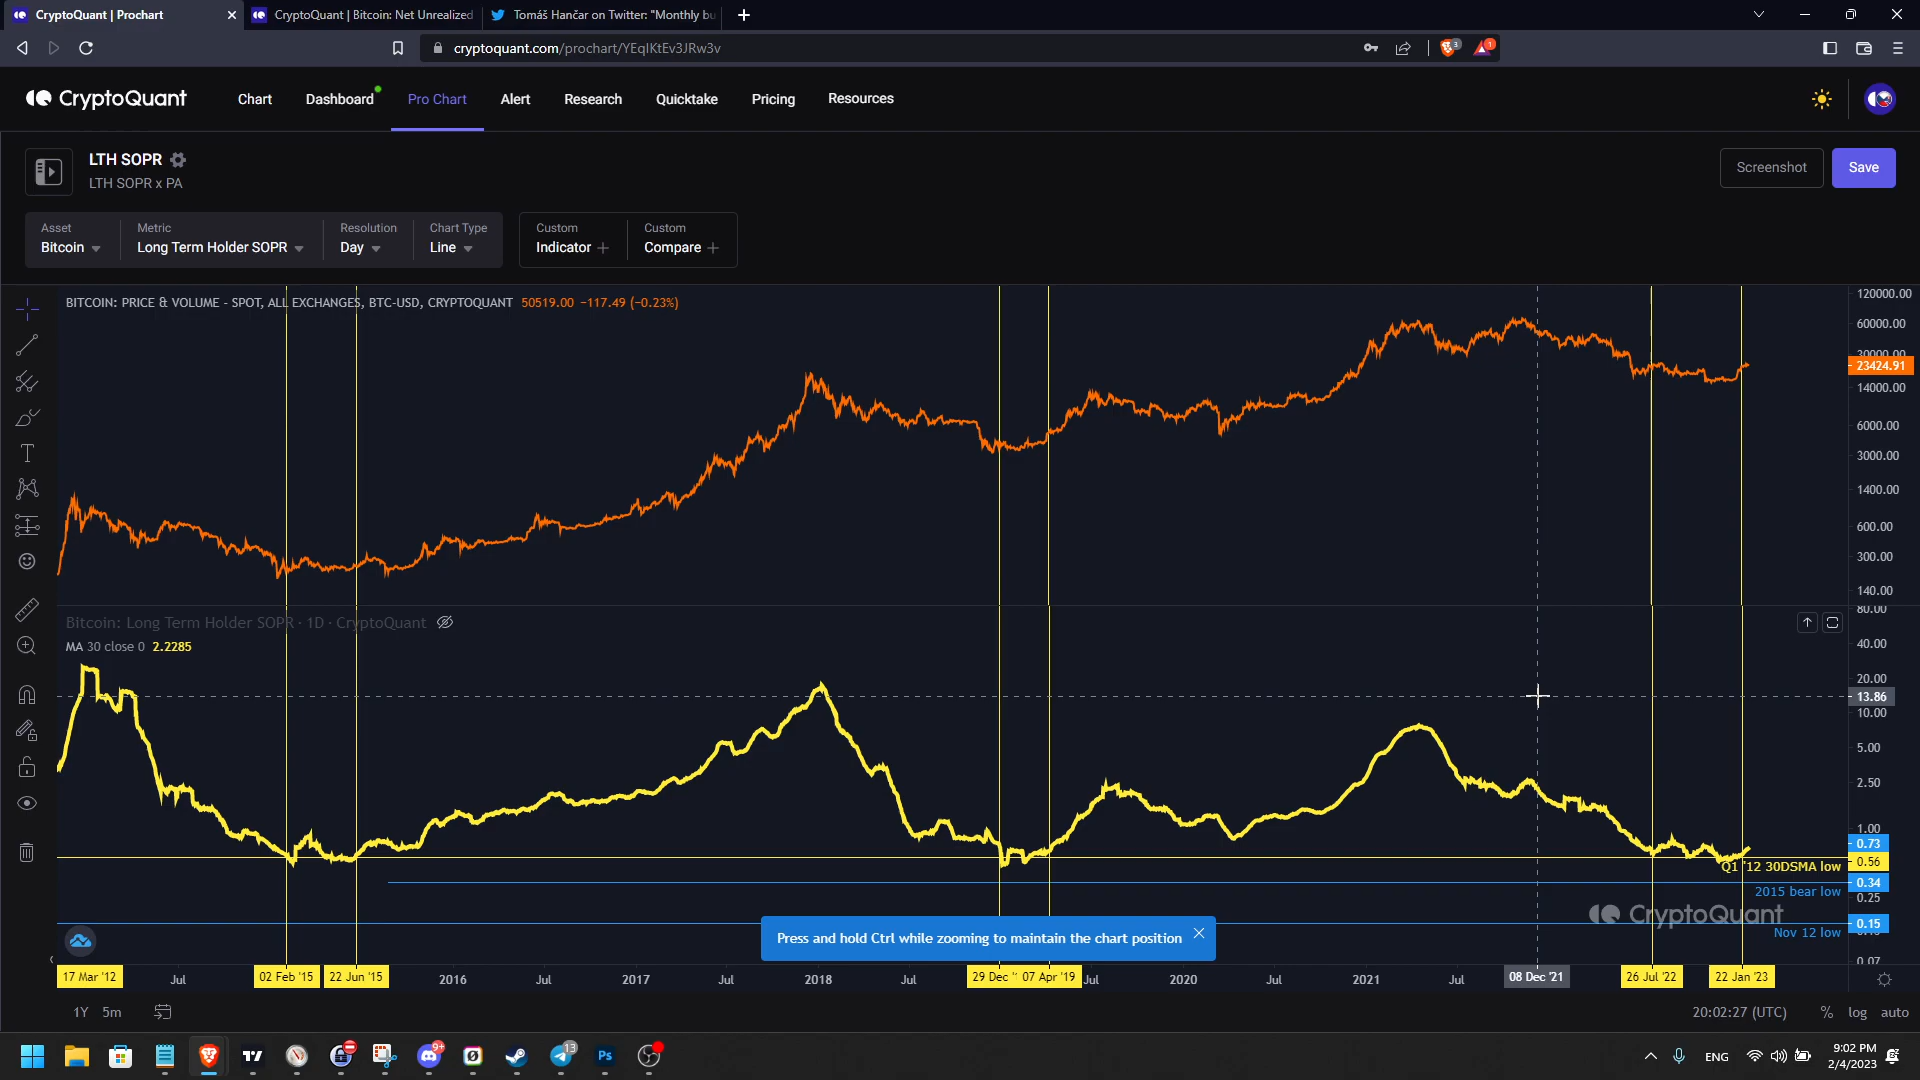 CryptoQuant | Prochart
CryptoQuant | Bitcoin: Net Unrealized
Tomáš Hančar on Twitter: "Monthly bu
cryptoquant.com/prochart/YEqlKtEv3JRw3v
3
1
CryptoQuant
Chart
Dashboard
Pro Chart
Alert
Research
Quicktake
Pricing
Resources
LTH SOPR
LTH SOPR x PA
Screenshot
Save
Asset
Bitcoin
Metric
Long Term Holder SOPR
Resolution
Day
Chart Type
Line
Custom
Indicator
Custom
Compare
BITCOIN: PRICE & VOLUME - SPOT, ALL EXCHANGES, BTC-USD, CRYPTOQUANT 50519.00 −117.49 (−0.23%)
120000.00
60000.00
30000.00
23424.91
14000.00
6000.00
3000.00
1400.00
600.00
300.00
140.00
Bitcoin: Long Term Holder SOPR · 1D · CryptoQuant
MA 30 close 0 2.2285
80.00
40.00
20.00
13.86
10.00
5.00
2.50
1.00
0.73
0.56
0.34
0.25
0.15
0.07
Q1 '12 30DSMA low
2015 bear low
CryptoQuant
Nov 12 low
Press and hold Ctrl while zooming to maintain the chart position
17 Mar '12
Jul
02 Feb '15
22 Jun '15
2016
Jul
2017
Jul
2018
Jul
29 Dec '
07 Apr '19
Jul
2020
Jul
2021
Jul
08 Dec '21
26 Jul '22
22 Jan '23
1Y 5m
20:02:27 (UTC)
% log auto
9+
13
Ps
ENG
9:02 PM
2/4/2023